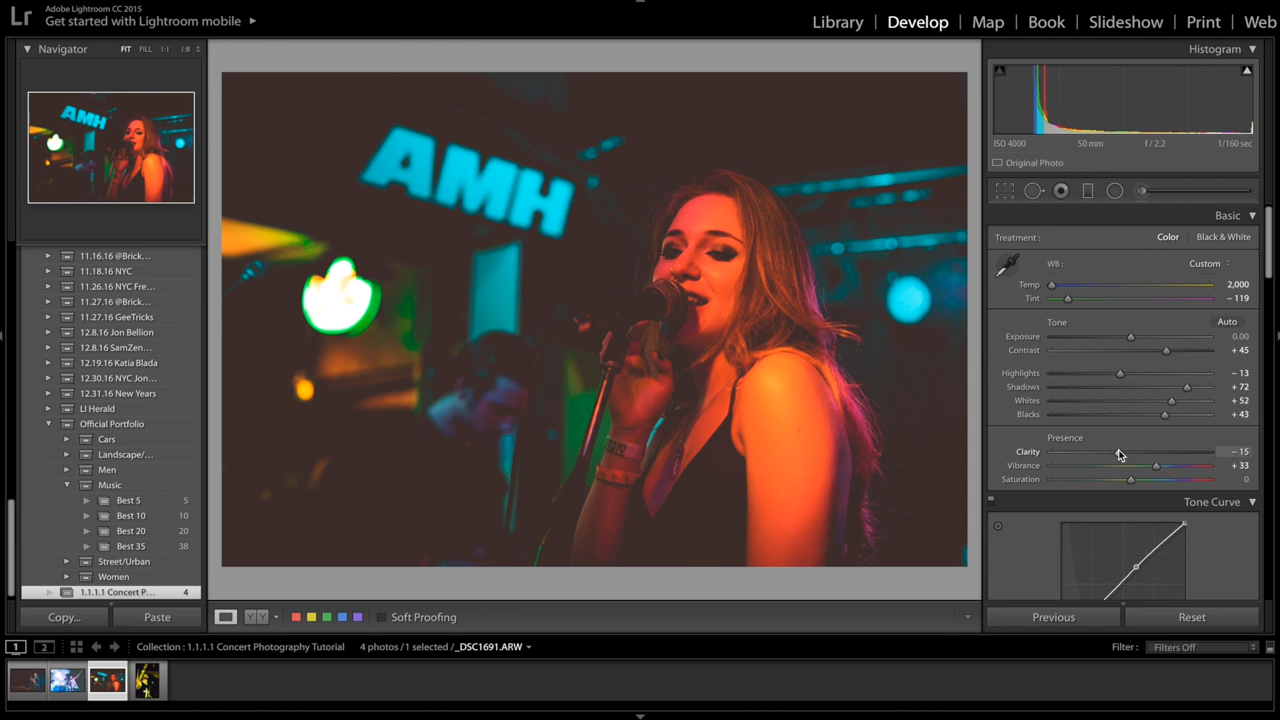 Lr
Adobe Lightroom CC 2015
Get started with Lightroom mobile
Library | Develop | Map | Book | Slideshow | Print | Web
Navigator FIT FILL 1:1 1:8
11.16.16 @Brick...
11.18.16 NYC
11.26.16 NYC Fre...
11.27.16 @Brick...
11.27.16 GeeTricks
12.8.16 Jon Bellion
12.8.16 SamZen...
12.19.16 Katia Blada
12.30.16 NYC Jon...
12.31.16 New Years
LI Herald
Official Portfolio
Cars
Landscape/...
Men
Music
Best 5 5
Best 10 10
Best 20 20
Best 35 38
Street/Urban
Women
1.1.1.1 Concert P... 4
Copy... Paste
AMH
AMH
Histogram
ISO 4000 50 mm f / 2.2 1/160 sec
Original Photo
Basic
Treatment : Color Black & White
WB : Custom
Temp 2,000
Tint − 119
Tone Auto
Exposure 0.00
Contrast + 45
Highlights − 13
Shadows + 72
Whites + 52
Blacks + 43
Presence
Clarity − 15
Vibrance + 33
Saturation 0
Tone Curve
Previous Reset
YY Soft Proofing
1 2 Collection : 1.1.1.1 Concert Photography Tutorial 4 photos / 1 selected / _DSC1691.ARW Filter : Filters Off